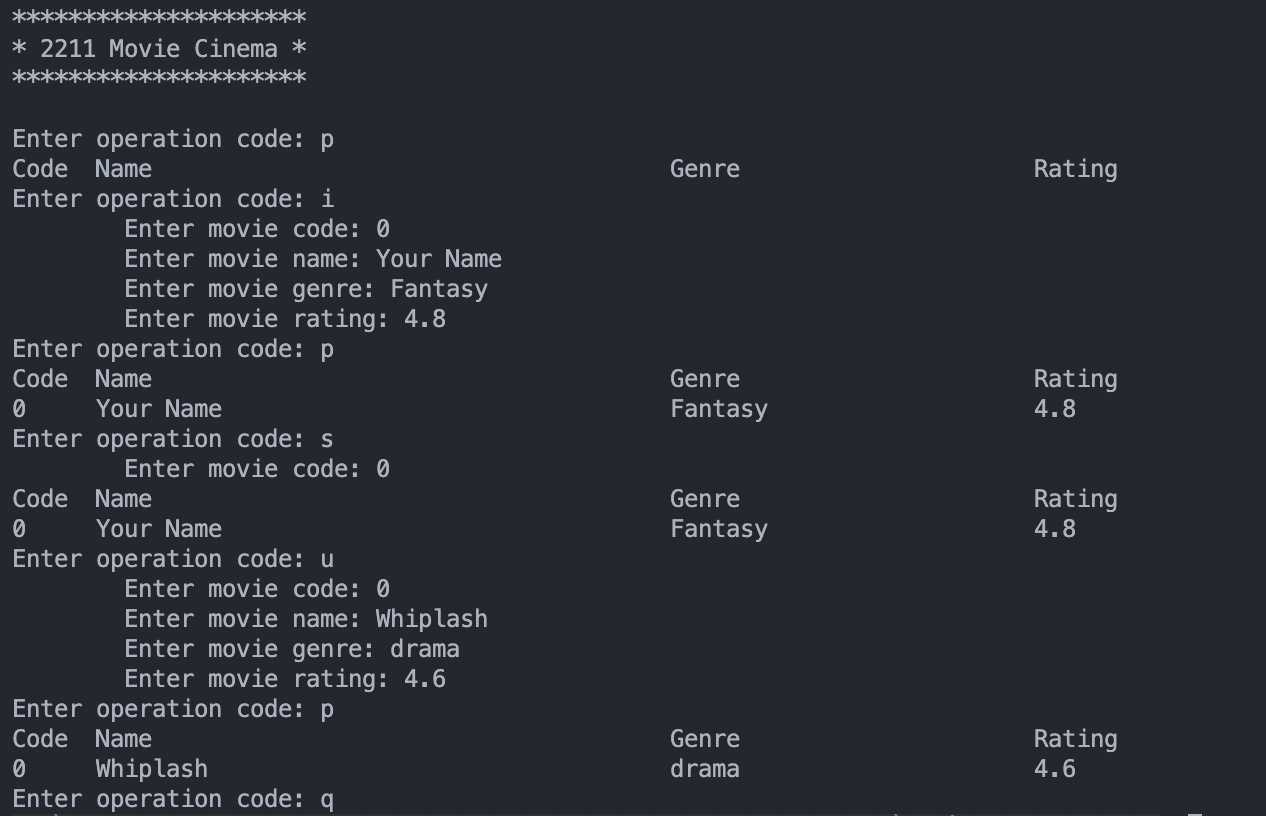 *********************
* 2211 Movie Cinema *
*********************

Enter operation code: p
Code  Name                                     Genre                     Rating
Enter operation code: i
        Enter movie code: 0
        Enter movie name: Your Name
        Enter movie genre: Fantasy
        Enter movie rating: 4.8
Enter operation code: p
Code  Name                                     Genre                     Rating
0     Your Name                                Fantasy                   4.8
Enter operation code: s
        Enter movie code: 0
Code  Name                                     Genre                     Rating
0     Your Name                                Fantasy                   4.8
Enter operation code: u
        Enter movie code: 0
        Enter movie name: Whiplash
        Enter movie genre: drama
        Enter movie rating: 4.6
Enter operation code: p
Code  Name                                     Genre                     Rating
0     Whiplash                                 drama                     4.6
Enter operation code: q